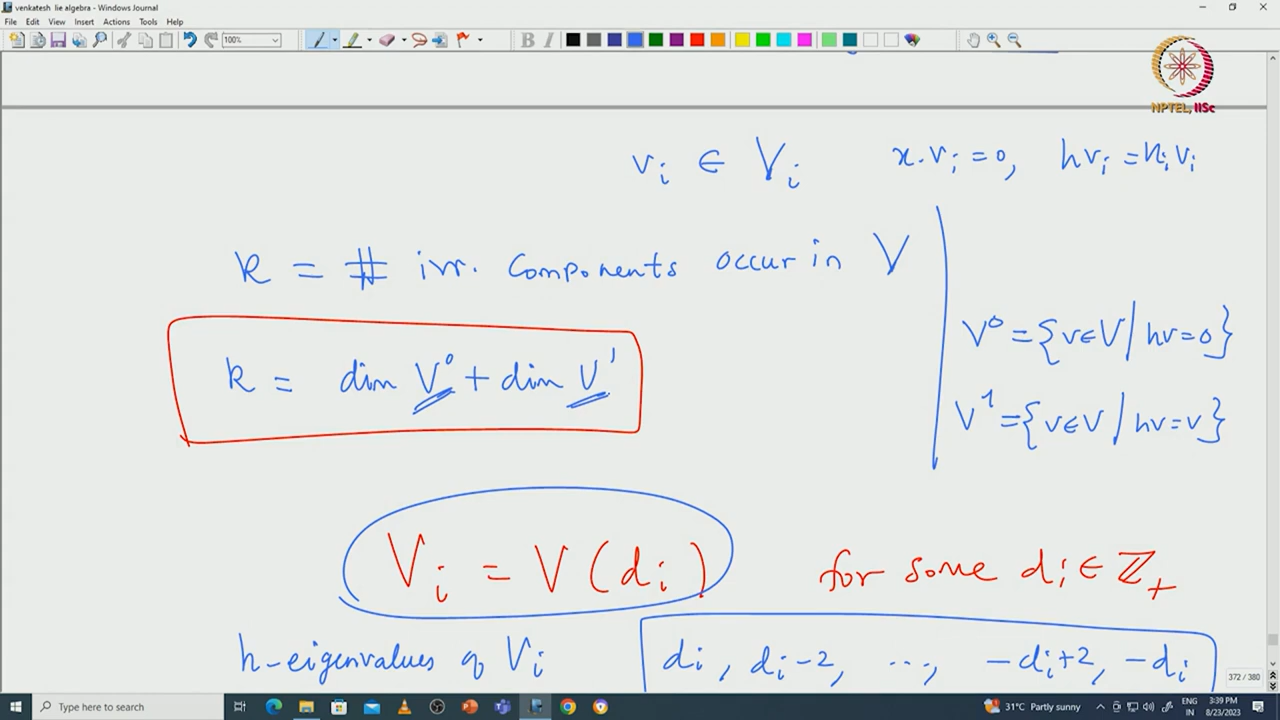 venkatesh lie algebra - Windows Journal
File Edit View Insert Actions Tools Help
100%
NPTEL, IISc
vᵢ ∈ Vᵢ x.vᵢ=0, hvᵢ=nᵢvᵢ
k = # irr. components occur in V
V⁰={v∈V/hv=0}
k = dim V⁰ + dim V¹
V¹={v∈V/hv=v}
Vᵢ = V(dᵢ) for some dᵢ∈ℤ₊
h-eigenvalues of Vᵢ dᵢ, dᵢ-2, ..., -dᵢ+2, -dᵢ
372 / 380
Type here to search
31°C Partly sunny
ENG
IN
3:39 PM
8/23/2023